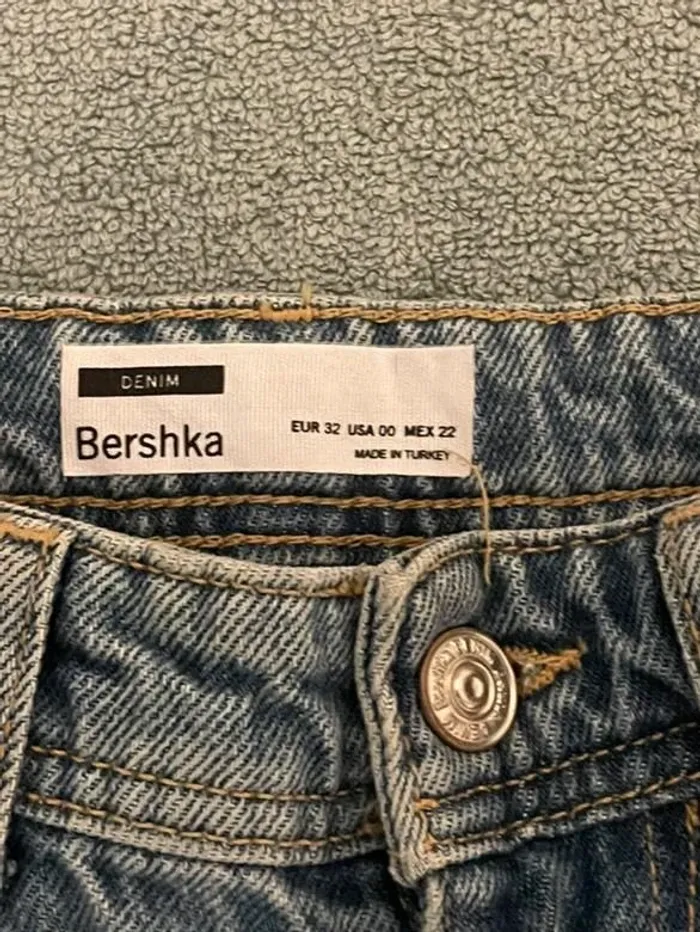 DENIM
Bershka
EUR 32 USA 00 MEX 22
MADE IN TURKEY